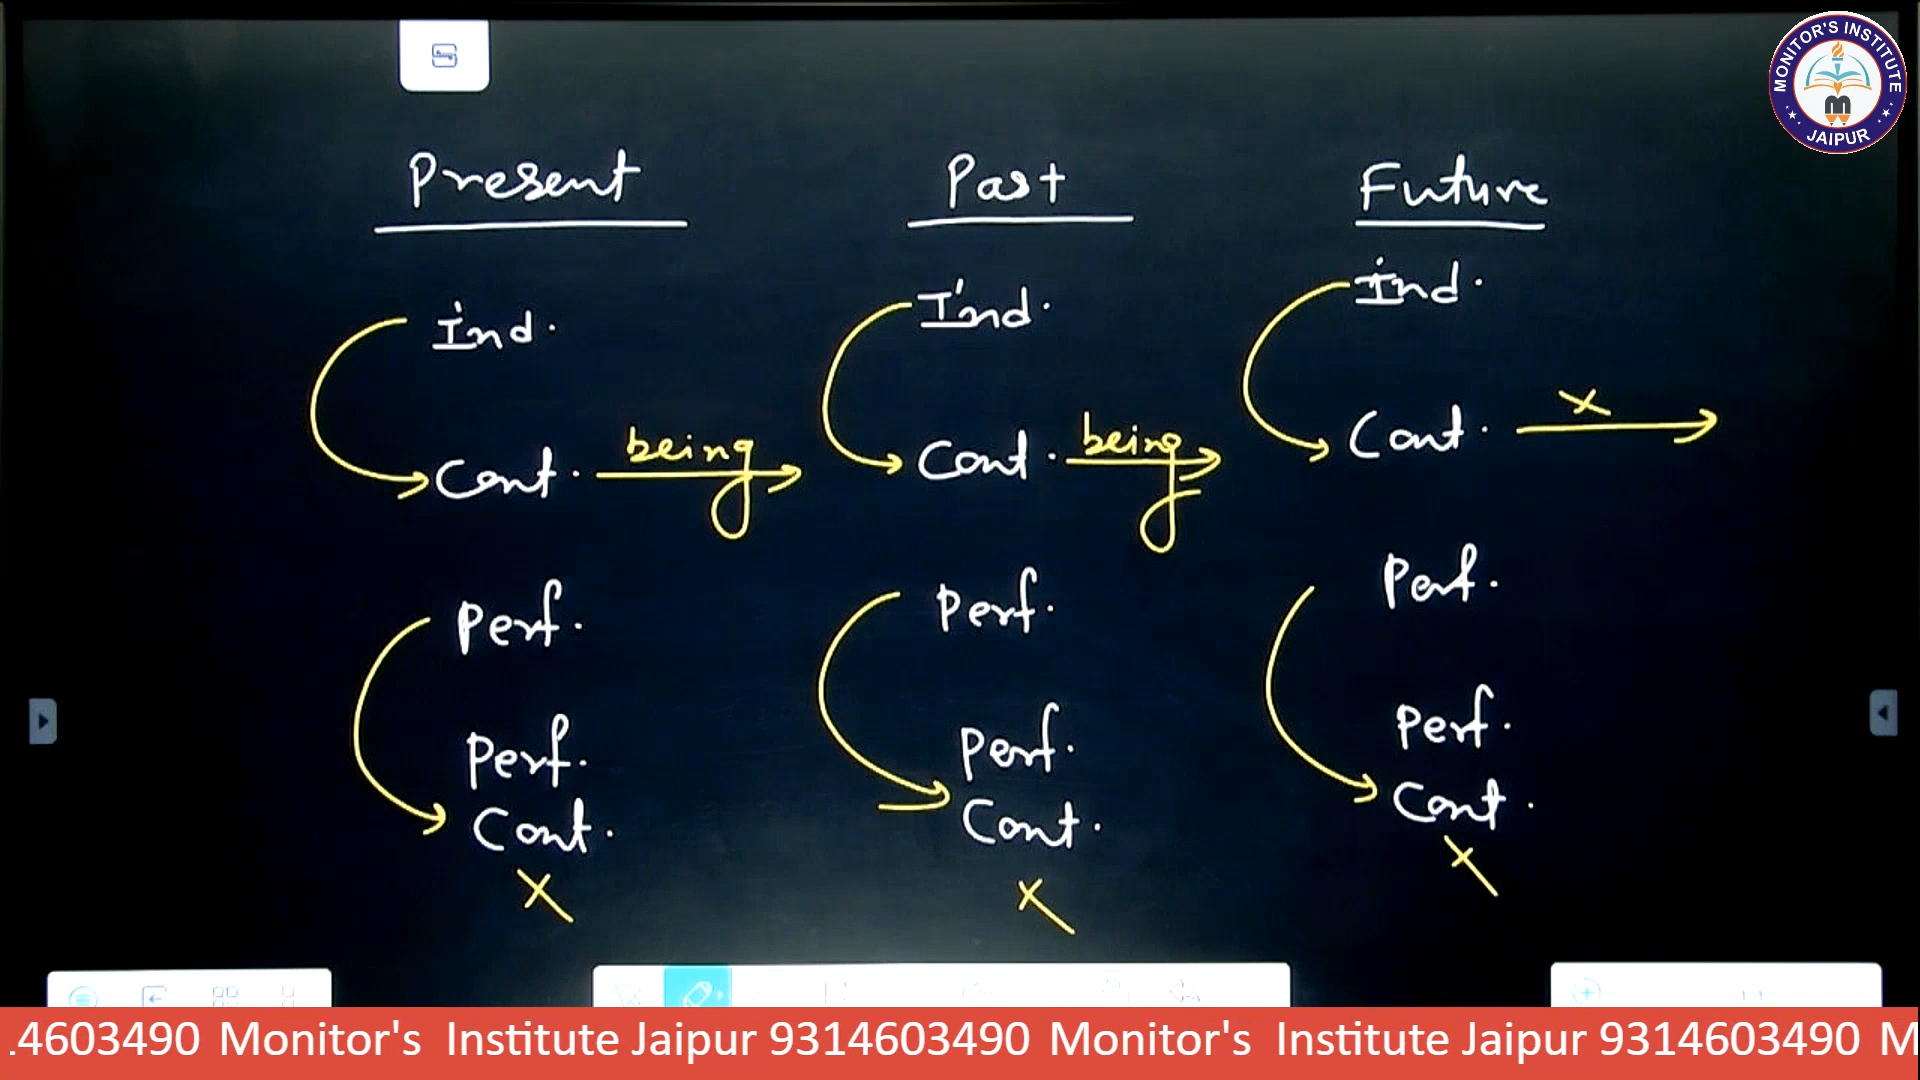 MONITOR'S INSTITUTE
JAIPUR
Present
Ind.
Cont. being
Perf.
Perf.
Cont.
X
Past
Ind.
Cont. being
Perf.
Perf.
Cont.
X
Future
Ind.
Cont. X
Perf.
Perf.
Cont.
X
.4603490 Monitor's Institute Jaipur 9314603490 Monitor's Institute Jaipur 9314603490 M